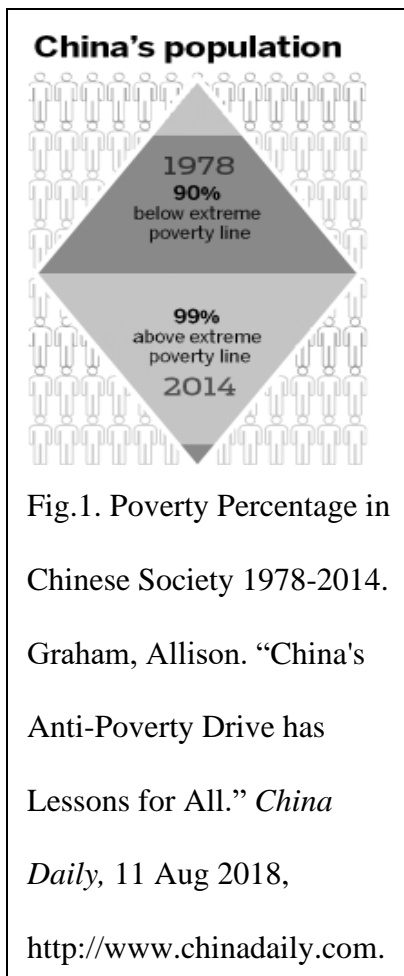 China's population
1978
90%
below extreme
poverty line
99%
above extreme
poverty line
2014
Fig.1. Poverty Percentage in
Chinese Society 1978-2014.
Graham, Allison. “China's
Anti-Poverty Drive has
Lessons for All.” China
Daily, 11 Aug 2018,
http://www.chinadaily.com.